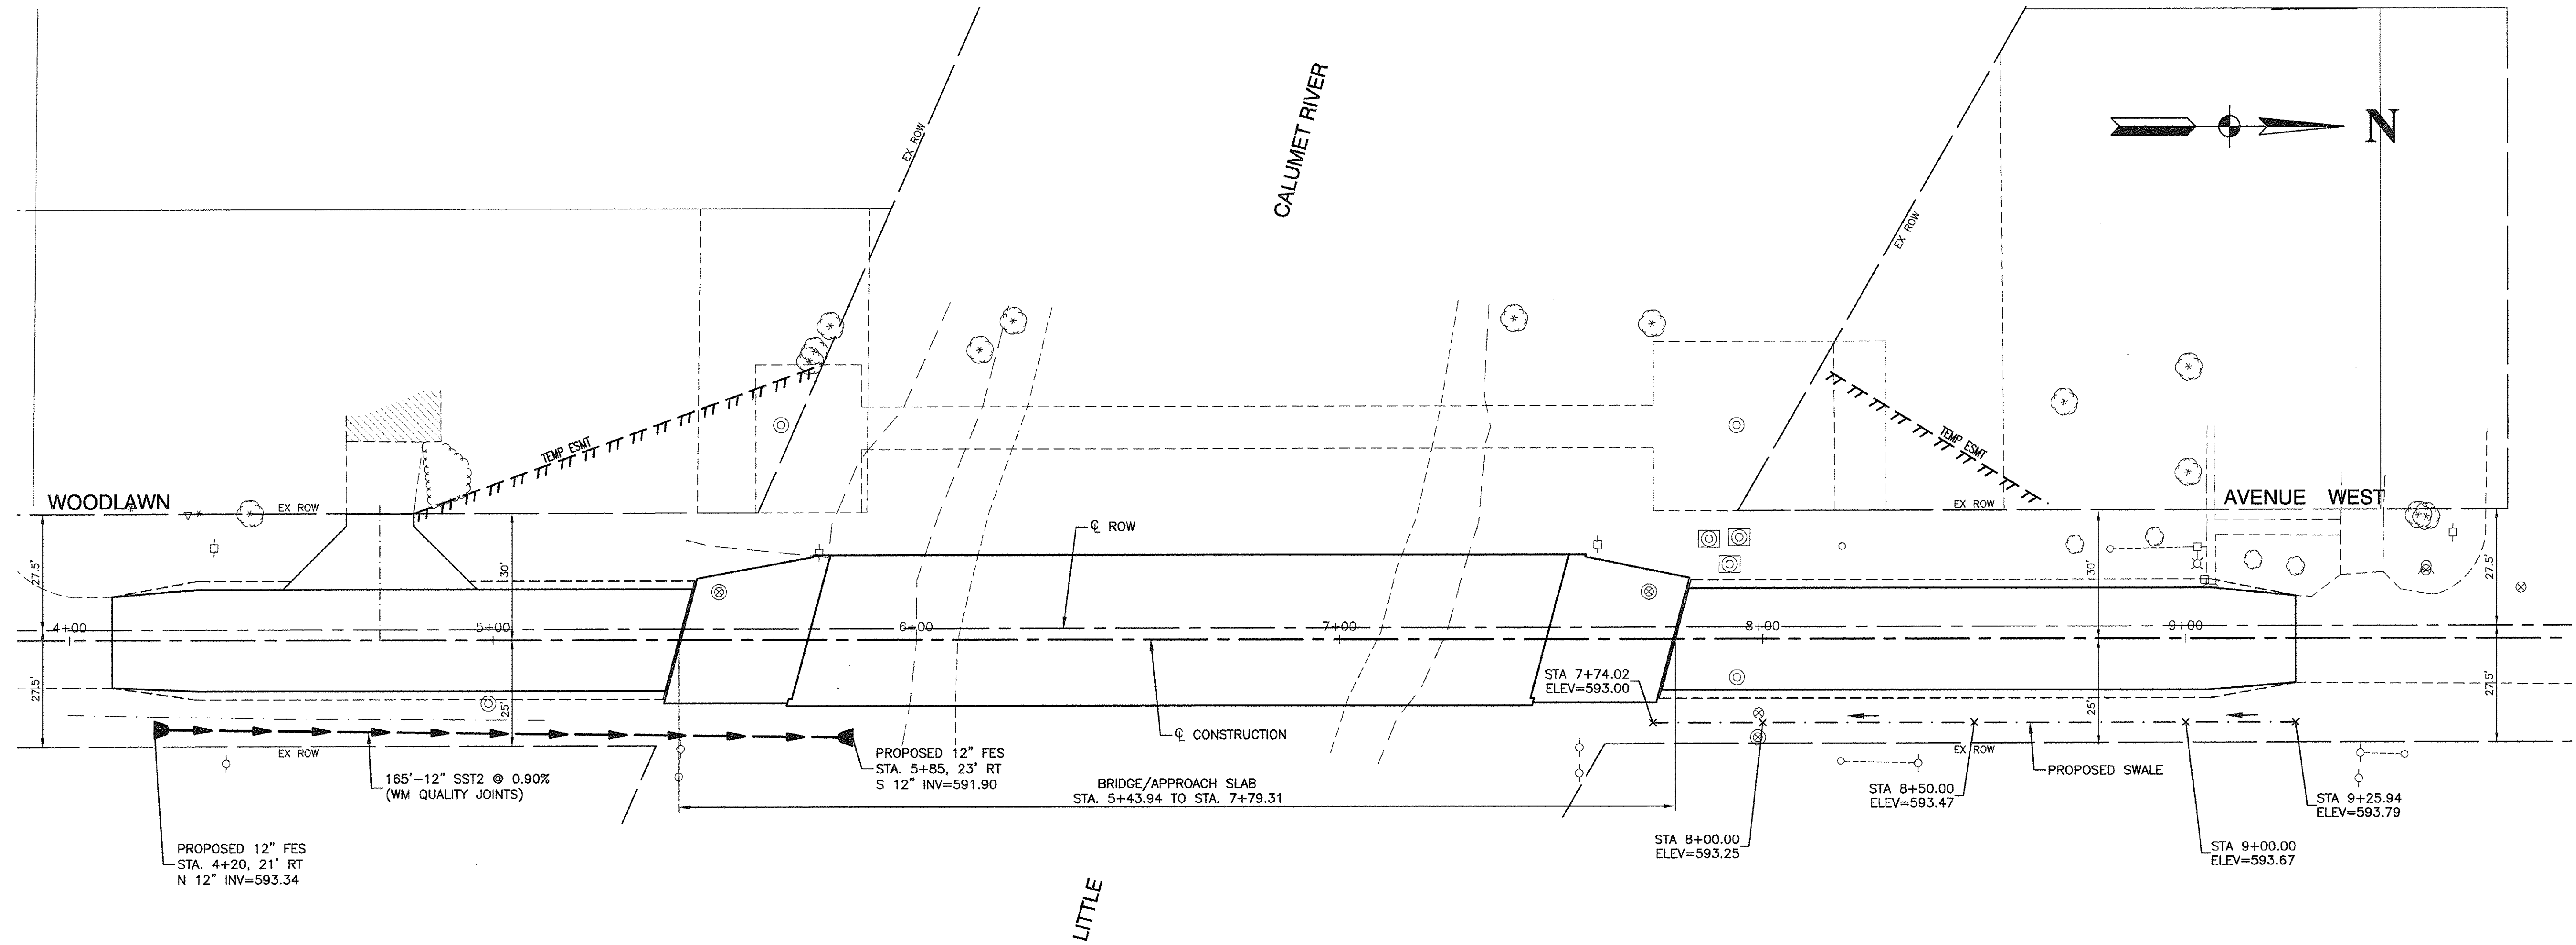 CALUMET RIVER
N
EX ROW
EX ROW
TEMP ESMT
TEMP ESMT
WOODLAWN
EX ROW
EX ROW
AVENUE WEST
℄ ROW
27.5'
30'
30'
27.5'
4+00
5+00
6+00
7+00
8+00
9+00
27.5'
25'
25'
27.5'
STA 7+74.02
ELEV=593.00
℄ CONSTRUCTION
EX ROW
EX ROW
PROPOSED 12" FES
STA. 5+85, 23' RT
S 12" INV=591.90
165'-12" SST2 @ 0.90%
(WM QUALITY JOINTS)
BRIDGE/APPROACH SLAB
STA. 5+43.94 TO STA. 7+79.31
PROPOSED SWALE
STA 8+50.00
ELEV=593.47
STA 9+25.94
ELEV=593.79
PROPOSED 12" FES
STA. 4+20, 21' RT
N 12" INV=593.34
STA 8+00.00
ELEV=593.25
STA 9+00.00
ELEV=593.67
LITTLE